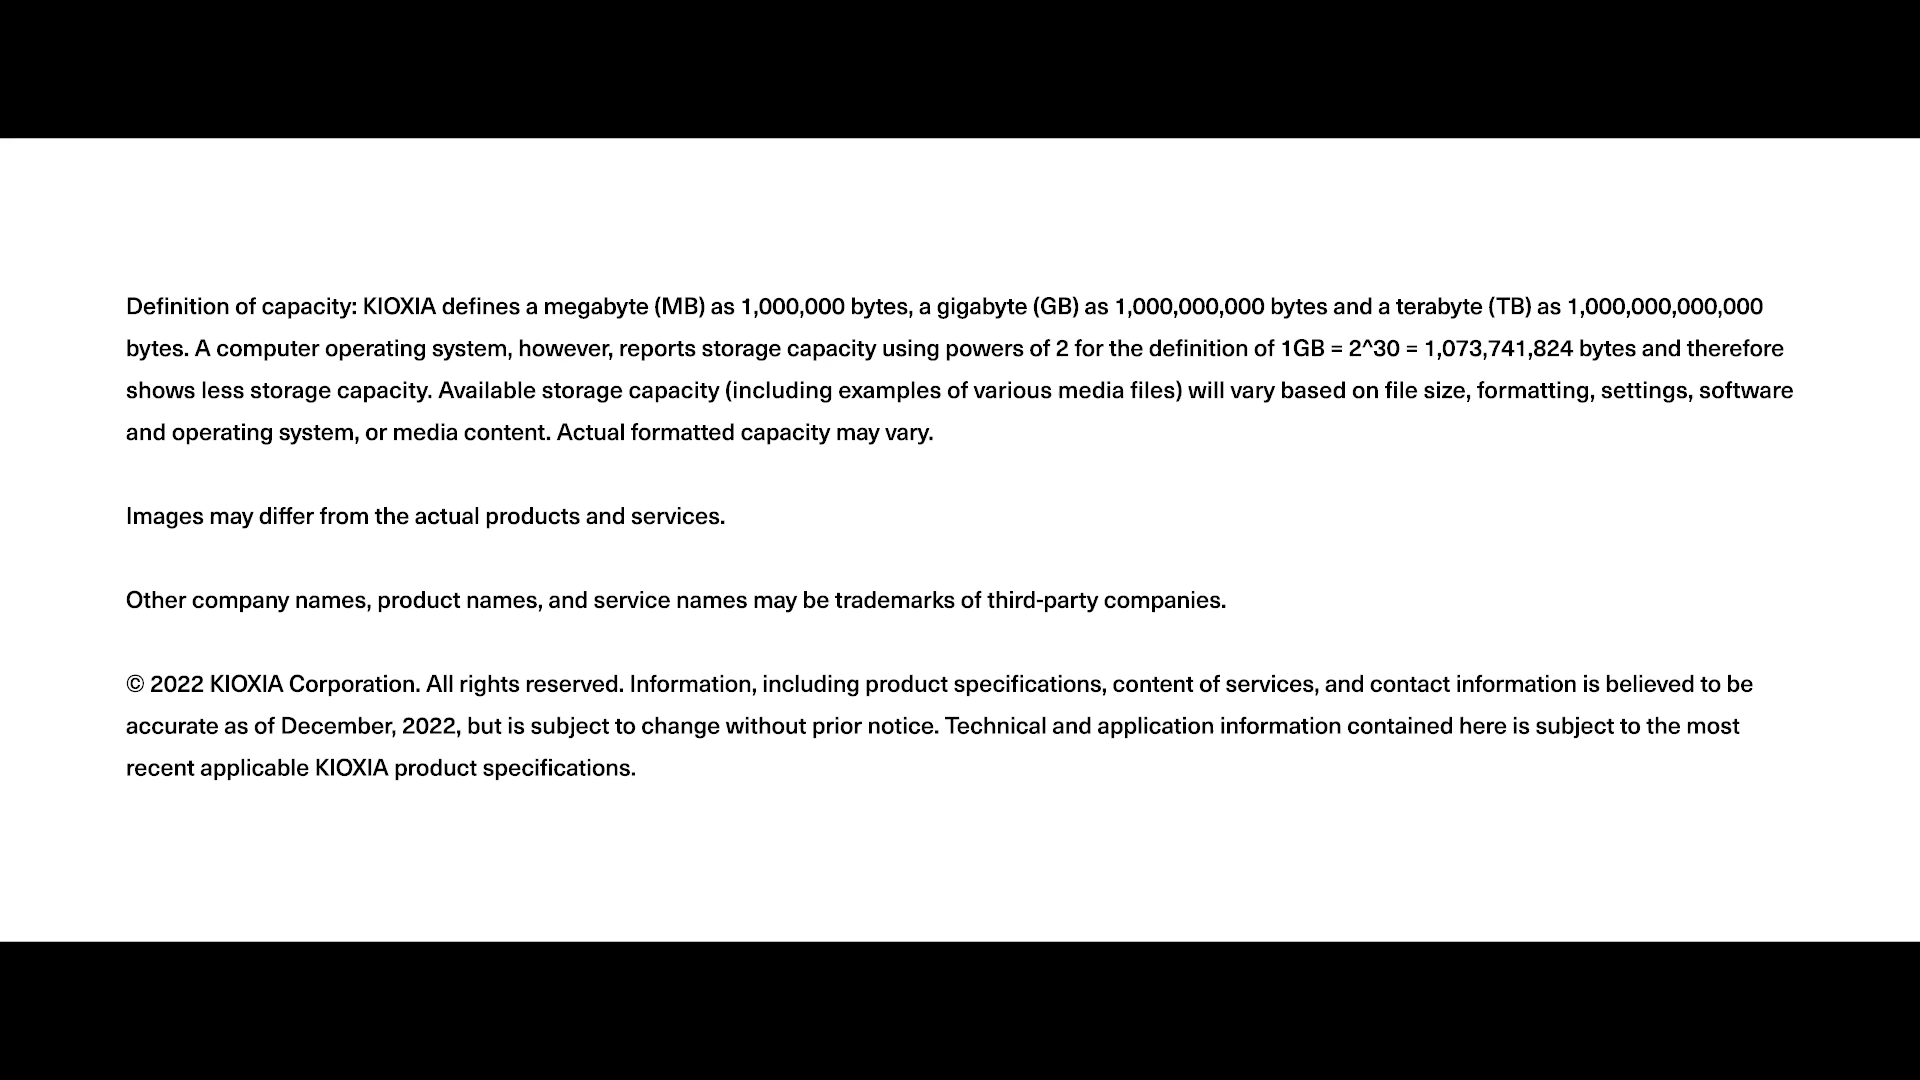 Definition of capacity: KIOXIA defines a megabyte (MB) as 1,000,000 bytes, a gigabyte (GB) as 1,000,000,000 bytes and a terabyte (TB) as 1,000,000,000,000
bytes. A computer operating system, however, reports storage capacity using powers of 2 for the definition of 1GB = 2^30 = 1,073,741,824 bytes and therefore
shows less storage capacity. Available storage capacity (including examples of various media files) will vary based on file size, formatting, settings, software
and operating system, or media content. Actual formatted capacity may vary.
Images may differ from the actual products and services.
Other company names, product names, and service names may be trademarks of third-party companies.
© 2022 KIOXIA Corporation. All rights reserved. Information, including product specifications, content of services, and contact information is believed to be
accurate as of December, 2022, but is subject to change without prior notice. Technical and application information contained here is subject to the most
recent applicable KIOXIA product specifications.